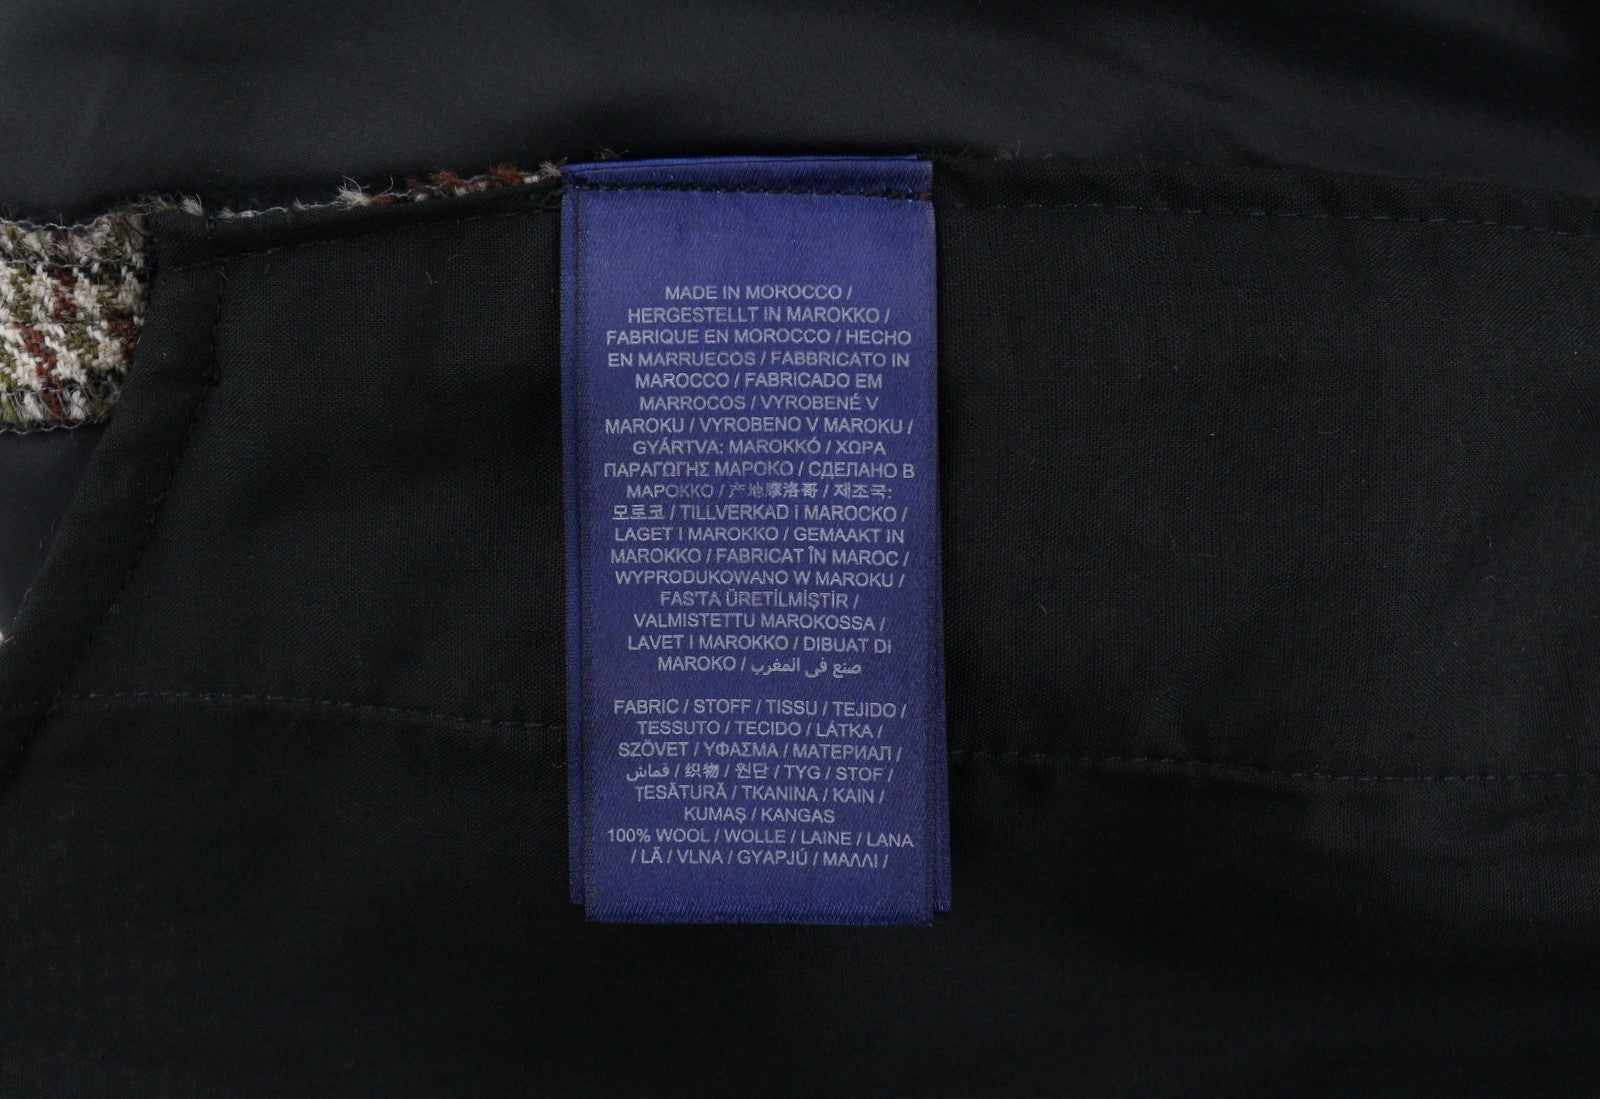 MADE IN MOROCCO /
HERGESTELLT IN MAROKKO /
FABRIQUE EN MOROCCO / HECHO
EN MARRUECOS / FABBRICATO IN
MAROCCO / FABRICADO EM
MARROCOS / VYROBENÉ V
MAROKU / VYROBENO V MAROKU /
GYÁRTVA: MAROKKÓ / ΧΩΡΑ
ΠΑΡΑΓΩΓΗΣ ΜΑΡΟΚΟ / СДЕЛАНО В
МАРОККО / 产地摩洛哥 / 제조국:
모로코 / TILLVERKAD I MAROCKO /
LAGET I MAROKKO / GEMAAKT IN
MAROKKO / FABRICAT ÎN MAROC /
WYPRODUKOWANO W MAROKU /
FAS'TA ÜRETİLMİŞTİR /
VALMISTETTU MAROKOSSA /
LAVET I MAROKKO / DIBUAT DI
MAROKO / صنع في المغرب
FABRIC / STOFF / TISSU / TEJIDO /
TESSUTO / TECIDO / LÁTKA /
SZÖVET / ΥΦΑΣΜΑ / МАТЕРИАЛ /
قماش / 织物 / 원단 / TYG / STOF /
ȚESĂTURĂ / TKANINA / KAIN /
KUMAŞ / KANGAS
100% WOOL / WOLLE / LAINE / LANA
/ LÃ / VLNA / GYAPJÚ / ΜΑΛΛΙ /